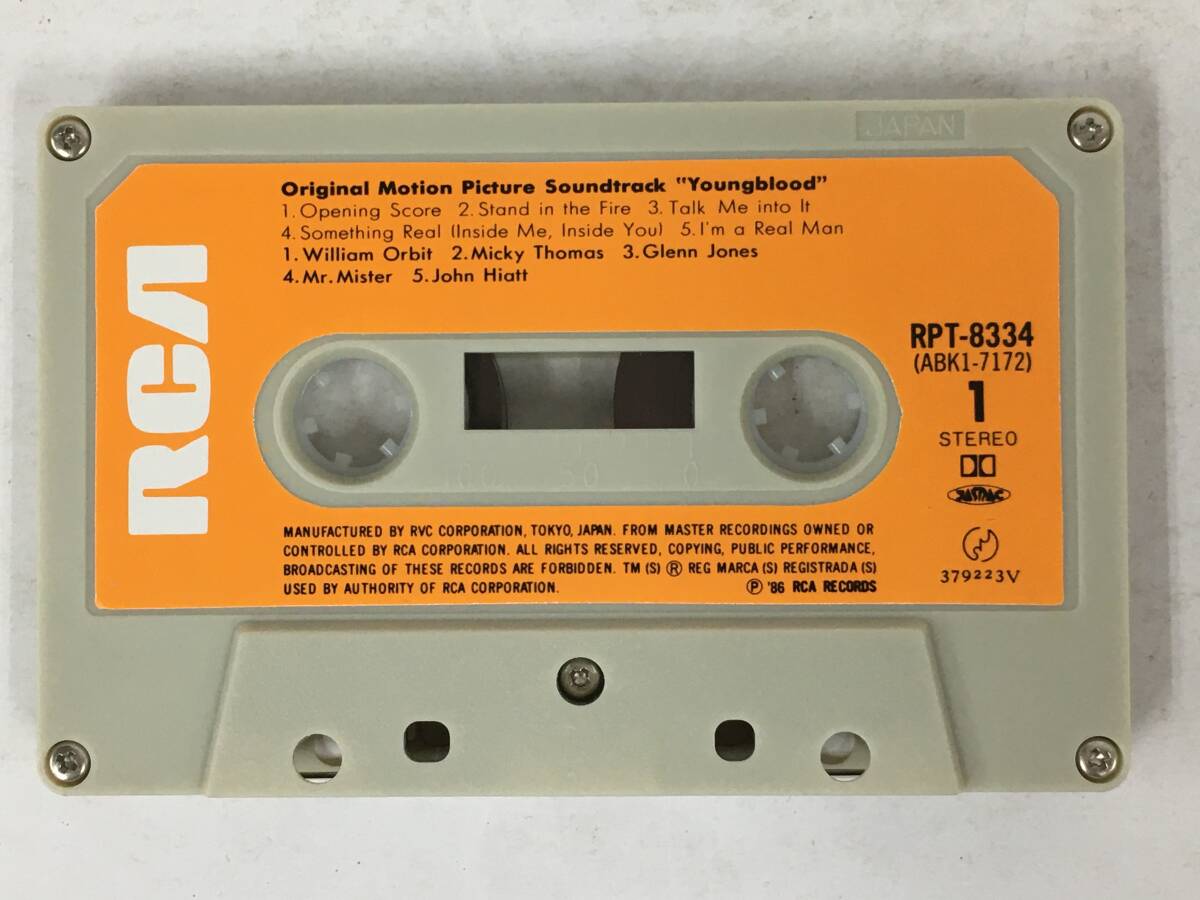 JAPAN
Original Motion Picture Soundtrack "Youngblood"
1. Opening Score 2. Stand in the Fire 3. Talk Me into It
4. Something Real (Inside Me, Inside You) 5. I'm a Real Man
1. William Orbit 2. Micky Thomas 3. Glenn Jones
4. Mr. Mister 5. John Hiatt
RCA
RPT-8334
(ABK1-7172)
1
STEREO
JASRAC
100 50 0
MANUFACTURED BY RVC CORPORATION, TOKYO, JAPAN. FROM MASTER RECORDINGS OWNED OR
CONTROLLED BY RCA CORPORATION. ALL RIGHTS RESERVED, COPYING, PUBLIC PERFORMANCE,
BROADCASTING OF THESE RECORDS ARE FORBIDDEN. TM (S) Ⓡ REG MARCA (S) REGISTRADA (S)
USED BY AUTHORITY OF RCA CORPORATION. Ⓟ '86 RCA RECORDS
379223V